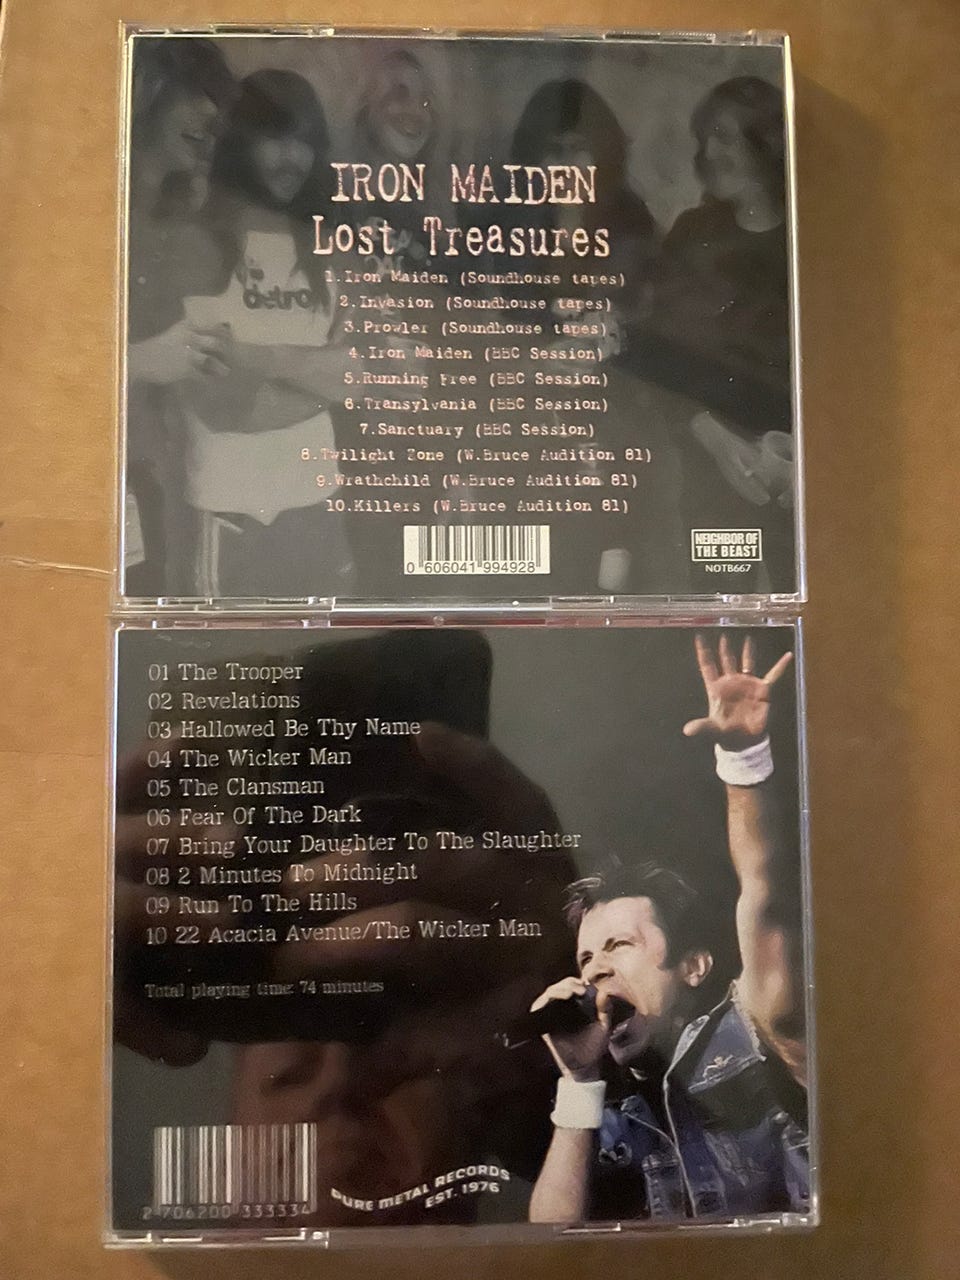 IRON MAIDEN
Lost Treasures
1.Iron Maiden (Soundhouse tapes)
2.Invasion (Soundhouse tapes)
3.Prowler (Soundhouse tapes)
4.Iron Maiden (BBC Session)
5.Running Free (BBC Session)
6.Transylvania (BBC Session)
7.Sanctuary (BBC Session)
8.Twilight Zone (W.Bruce Audition 81)
9.Wrathchild (W.Bruce Audition 81)
10.Killers (W.Bruce Audition 81)
0 606041 994928
NEIGHBOR OF
THE BEAST
NOTB667
detroi
01 The Trooper
02 Revelations
03 Hallowed Be Thy Name
04 The Wicker Man
05 The Clansman
06 Fear Of The Dark
07 Bring Your Daughter To The Slaughter
08 2 Minutes To Midnight
09 Run To The Hills
10 22 Acacia Avenue/The Wicker Man
Total playing time: 74 minutes
2 706200 333334
PURE METAL RECORDS
EST. 1976